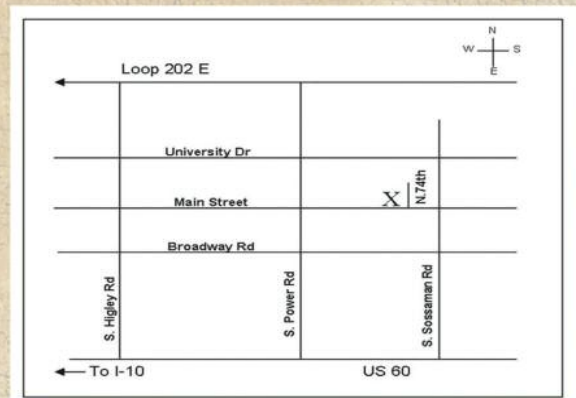 N
W S
E
Loop 202 E
University Dr
Main Street
X
N.74th
Broadway Rd
S. Higley Rd
S. Power Rd
S. Sossaman Rd
To I-10
US 60